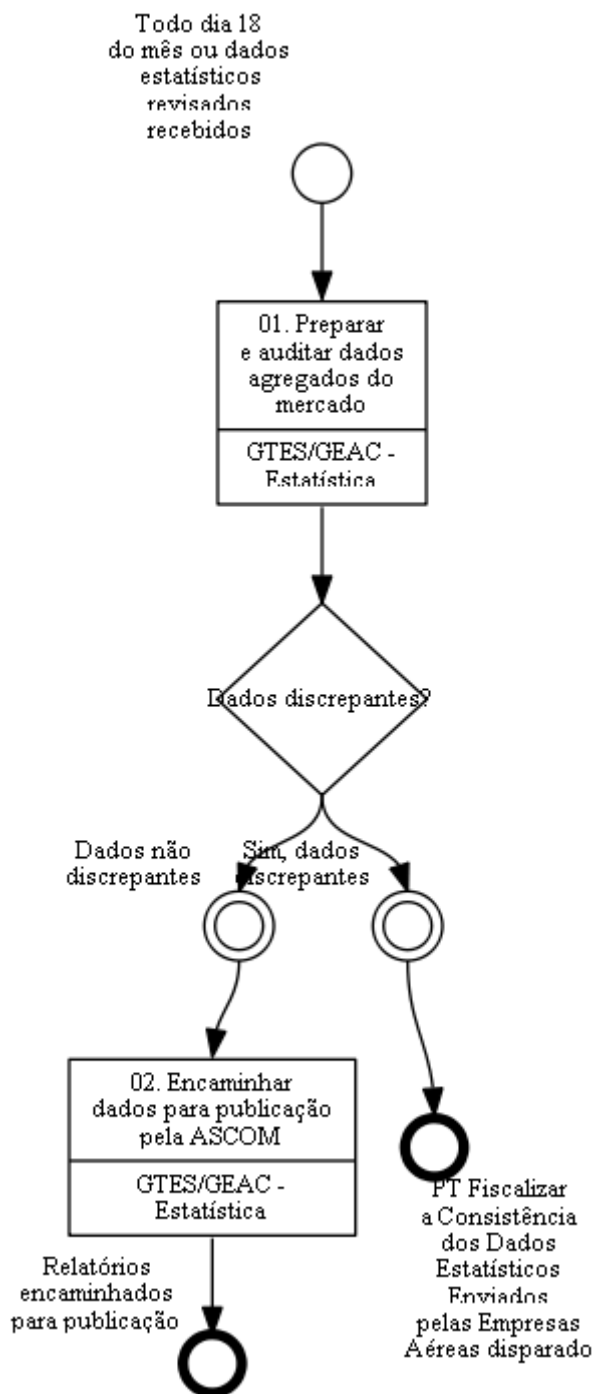 Todo dia 18
do mês ou dados
estatísticos
revisados
recebidos
01. Preparar
e auditar dados
agregados do
mercado
GTES/GEAC -
Estatística
Dados discrepantes?
Dados não
discrepantes
Sim, dados
discrepantes
02. Encaminhar
dados para publicação
pela ASCOM
GTES/GEAC -
Estatística
Relatórios
encaminhados
para publicação
PT Fiscalizar
a Consistência
dos Dados
Estatísticos
Enviados
pelas Empresas
Aéreas disparado